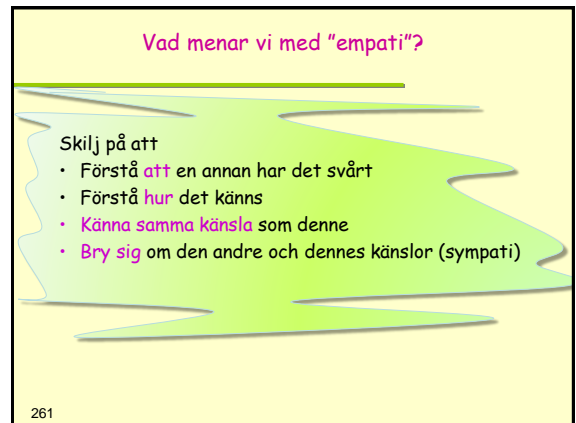 Vad menar vi med ”empati”?
Skilj på att
• Förstå att en annan har det svårt
• Förstå hur det känns
• Känna samma känsla som denne
• Bry sig om den andre och dennes känslor (sympati)
261